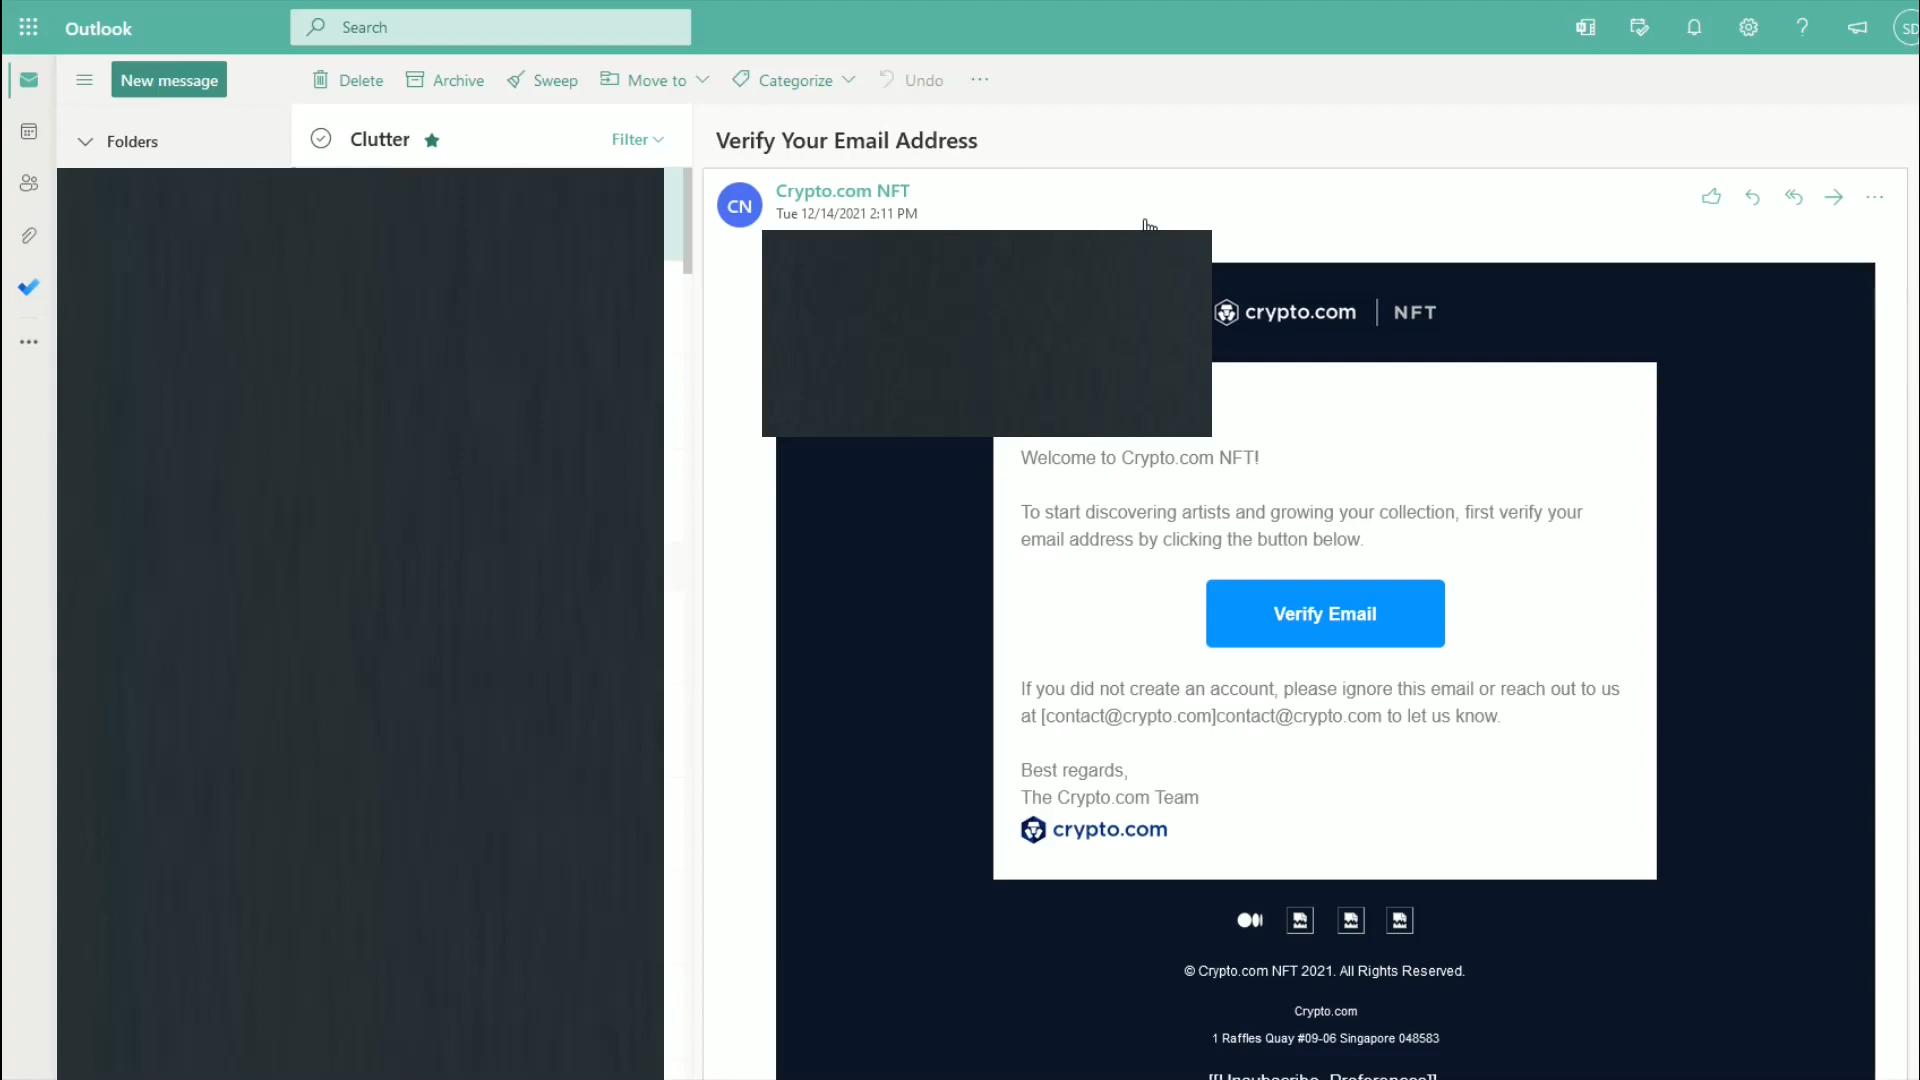 Outlook
Search
SD
New message
Delete
Archive
Sweep
Move to
Categorize
Undo
Folders
Clutter
Filter
Verify Your Email Address
CN
Crypto.com NFT
Tue 12/14/2021 2:11 PM
crypto.com | NFT
Welcome to Crypto.com NFT!
To start discovering artists and growing your collection, first verify your
email address by clicking the button below.
Verify Email
If you did not create an account, please ignore this email or reach out to us
at [contact@crypto.com]contact@crypto.com to let us know.
Best regards,
The Crypto.com Team
crypto.com
© Crypto.com NFT 2021. All Rights Reserved.
Crypto.com
1 Raffles Quay #09-06 Singapore 048583
[[Unsubscribe_Preferences]]